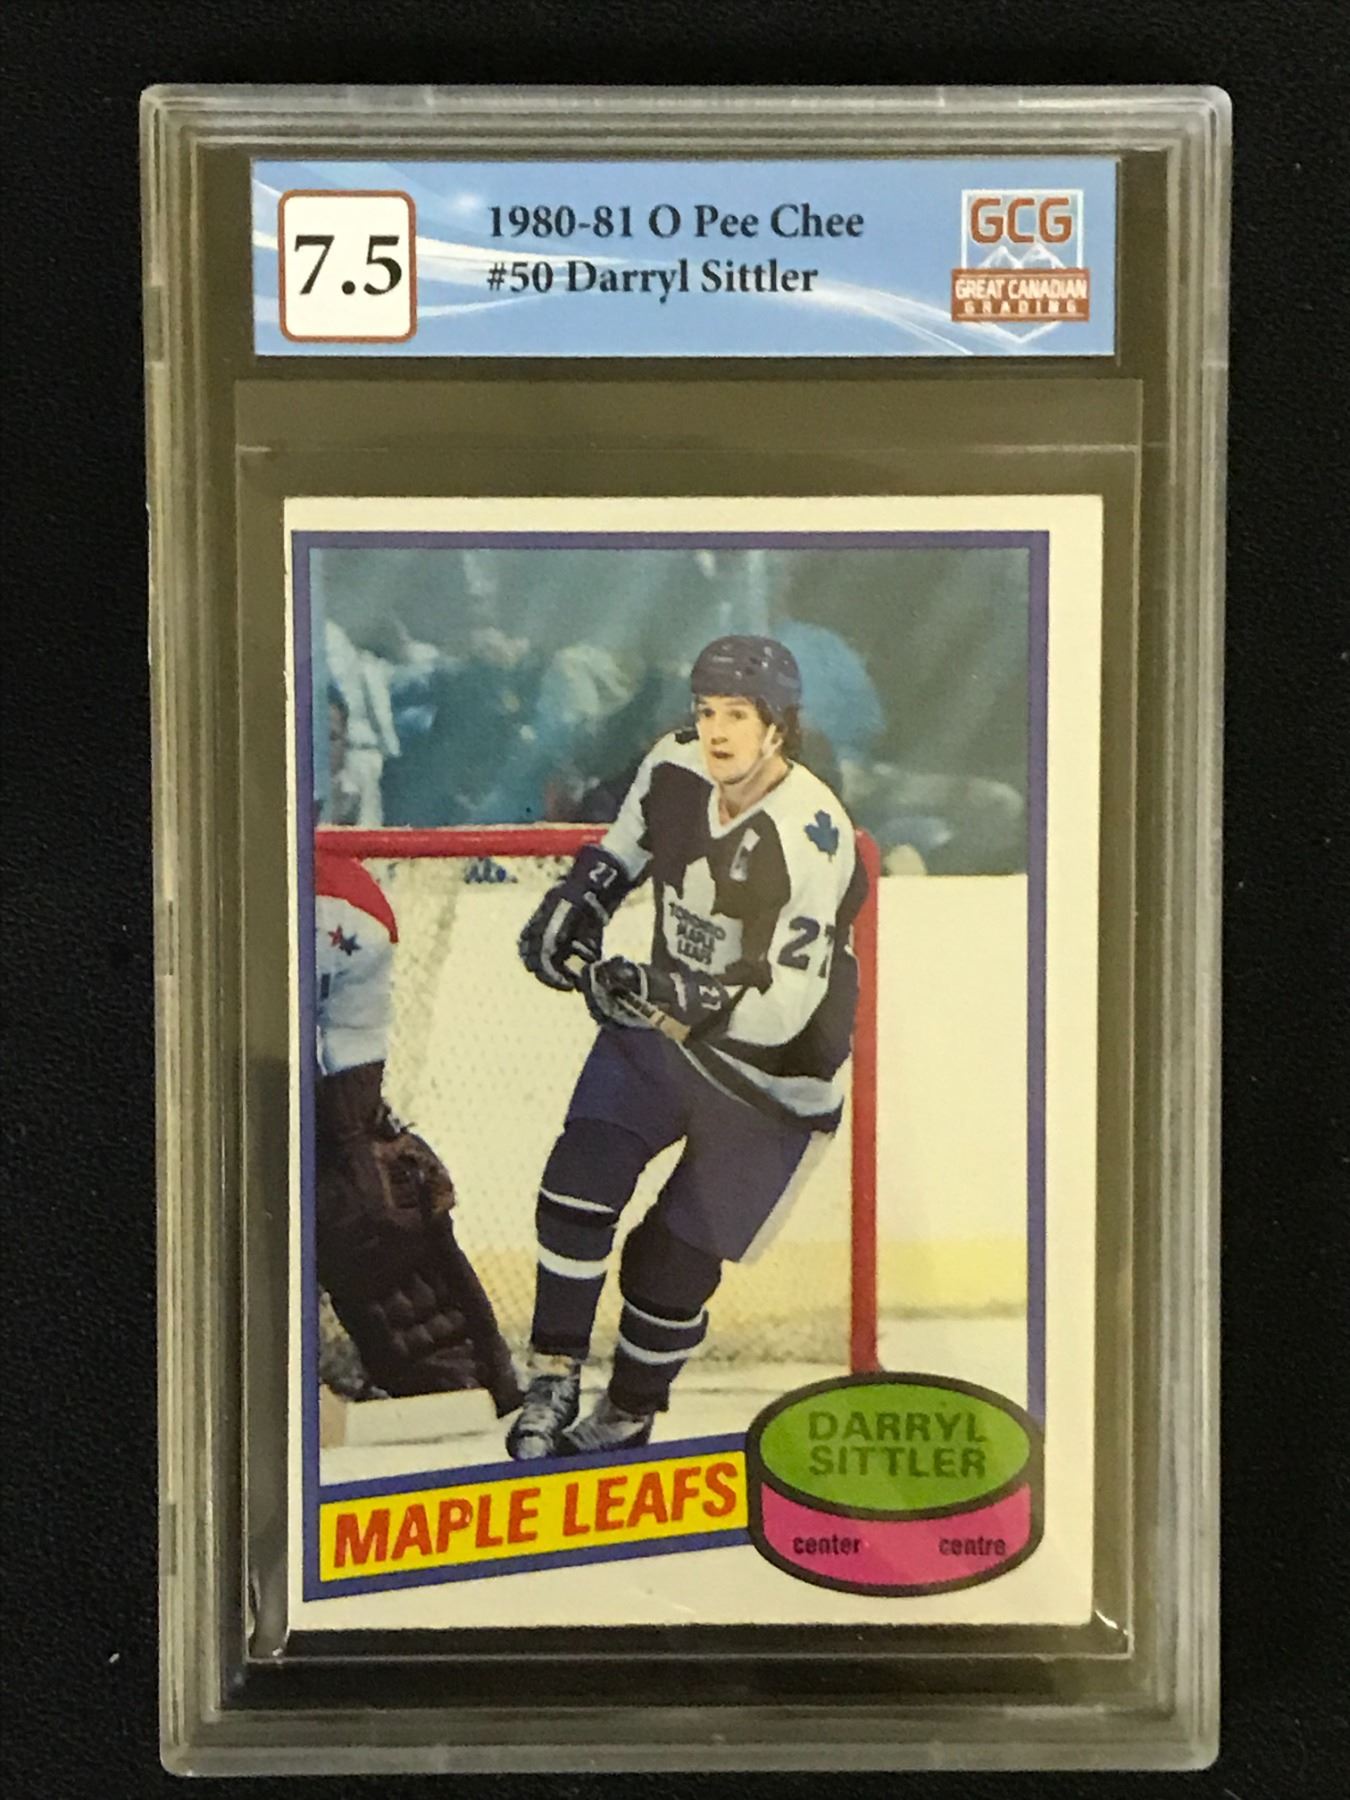 7.5
1980-81 O Pee Chee
#50 Darryl Sittler
GCG
GREAT CANADIAN
GRADING
C
27
TORONTO
MAPLE
LEAFS
27
27
MAPLE LEAFS
DARRYL
SITTLER
center centre